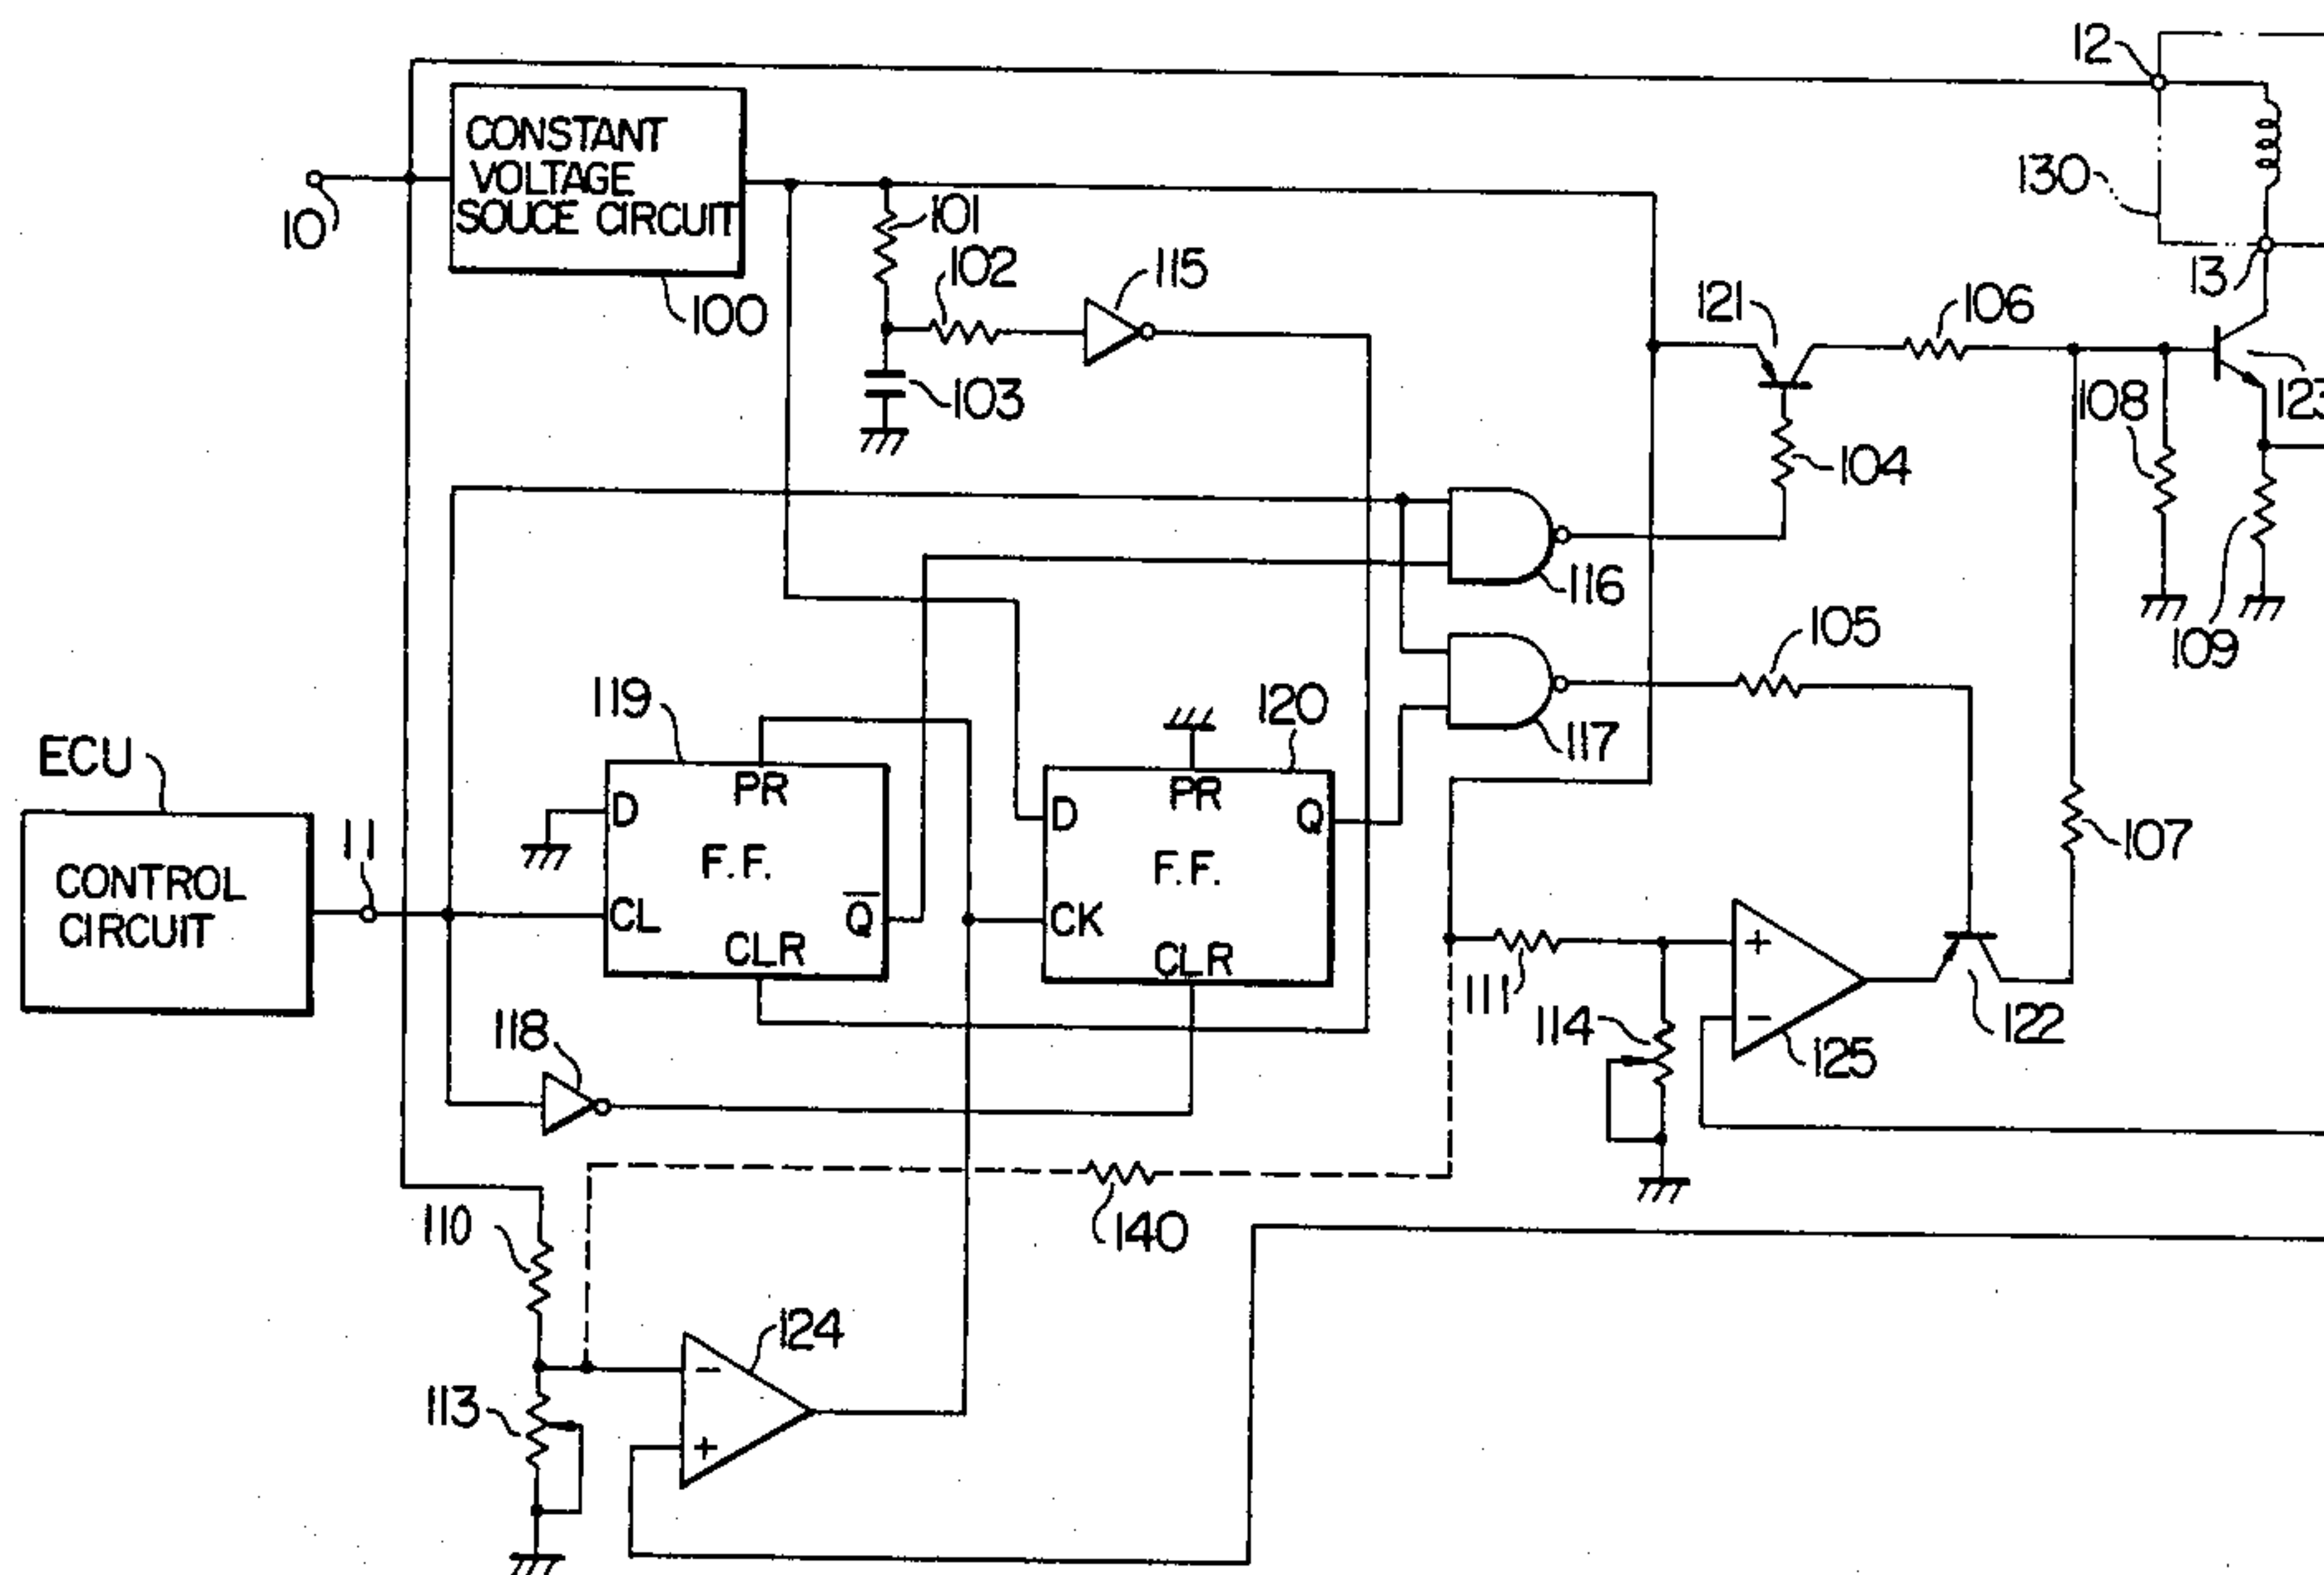 12
CONSTANT
VOLTAGE
SOUCE CIRCUIT
130
10
101
102
115
13
100
121
106
103
108
123
104
116
105
109
119
120
117
ECU
PR
PR
D
D
Q
11
107
CONTROL
CIRCUIT
F.F.
F.F.
CL
Q
CK
CLR
CLR
+
111
118
114
−
122
125
110
140
124
−
113
+